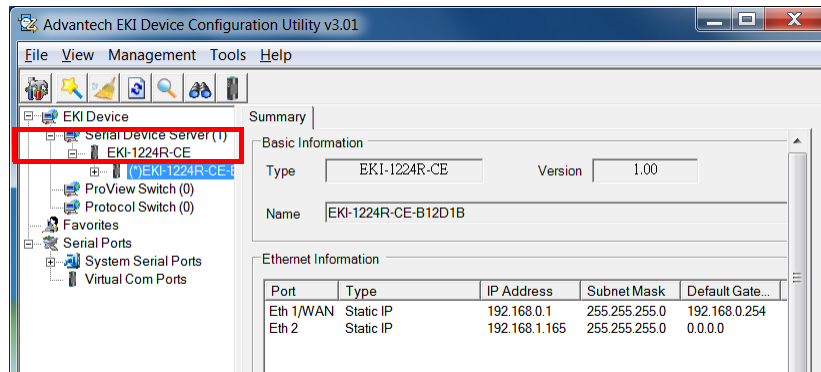 Advantech EKI Device Configuration Utility v3.01
File View Management Tools Help
EKI Device
Serial Device Server (1)
EKI-1224R-CE
(*)EKI-1224R-CE-
ProView Switch (0)
Protocol Switch (0)
Favorites
Serial Ports
System Serial Ports
Virtual Com Ports
Summary
Basic Information
Type EKI-1224R-CE Version 1.00
Name EKI-1224R-CE-B12D1B
Ethernet Information
Port Type IP Address Subnet Mask Default Gate...
Eth 1/WAN Static IP 192.168.0.1 255.255.255.0 192.168.0.254
Eth 2 Static IP 192.168.1.165 255.255.255.0 0.0.0.0